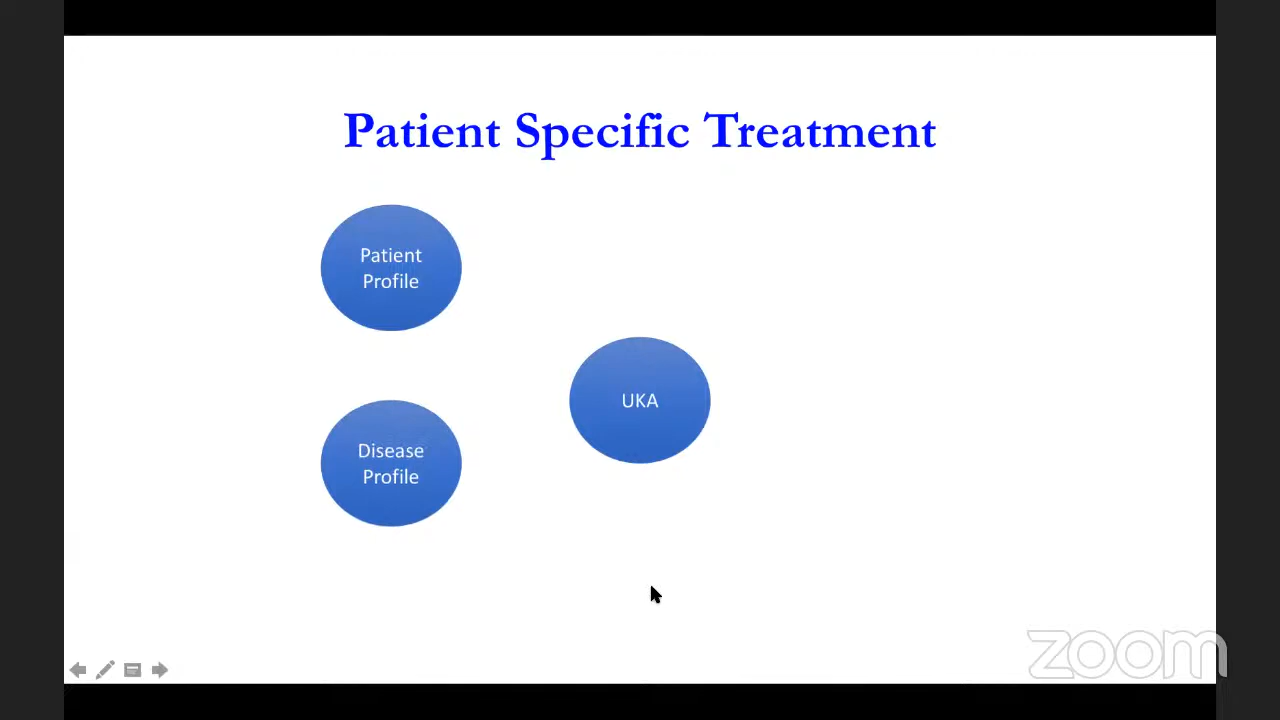 Patient Specific Treatment
Patient
Profile
UKA
Disease
Profile
zoom